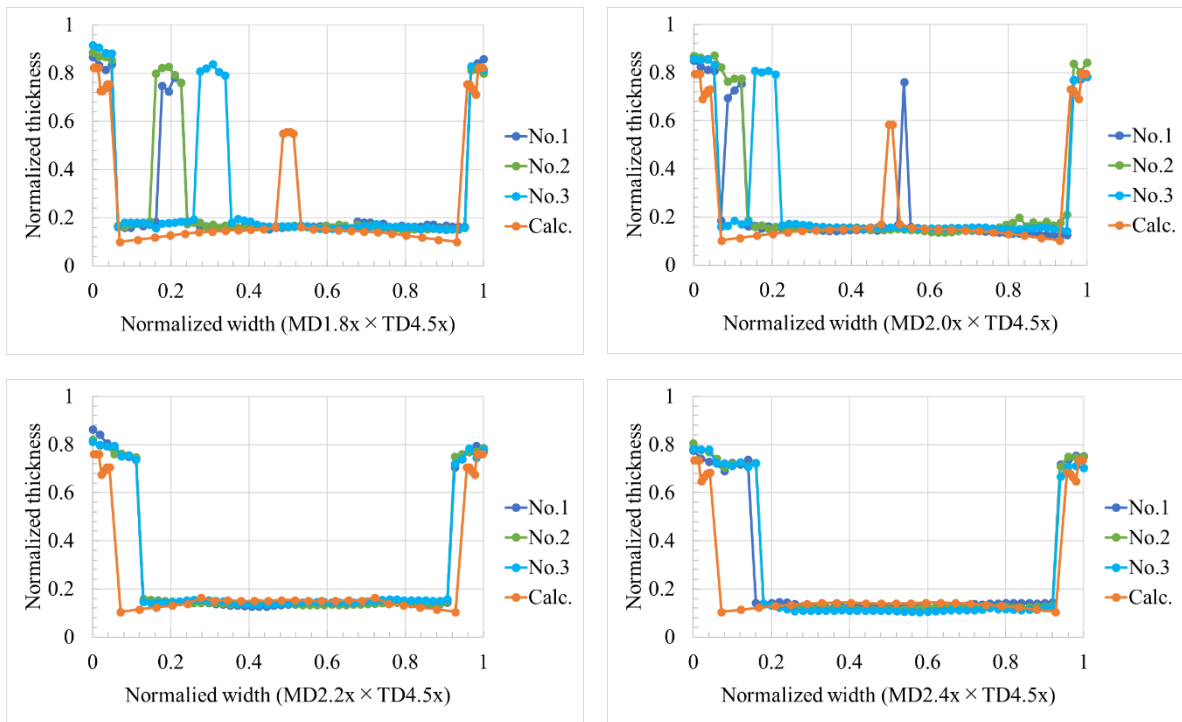 Normalized thickness
1
0.8
0.6
0.4
0.2
0
0 0.2 0.4 0.6 0.8 1
Normalized width (MD1.8x × TD4.5x)
No.1
No.2
No.3
Calc.
Normalized thickness
1
0.8
0.6
0.4
0.2
0
0 0.2 0.4 0.6 0.8 1
Normalized width (MD2.0x × TD4.5x)
No.1
No.2
No.3
Calc.
Normalized thickness
1
0.8
0.6
0.4
0.2
0
0 0.2 0.4 0.6 0.8 1
Normalied width (MD2.2x × TD4.5x)
No.1
No.2
No.3
Calc.
Normalized thickness
1
0.8
0.6
0.4
0.2
0
0 0.2 0.4 0.6 0.8 1
Normalized width (MD2.4x × TD4.5x)
No.1
No.2
No.3
Calc.